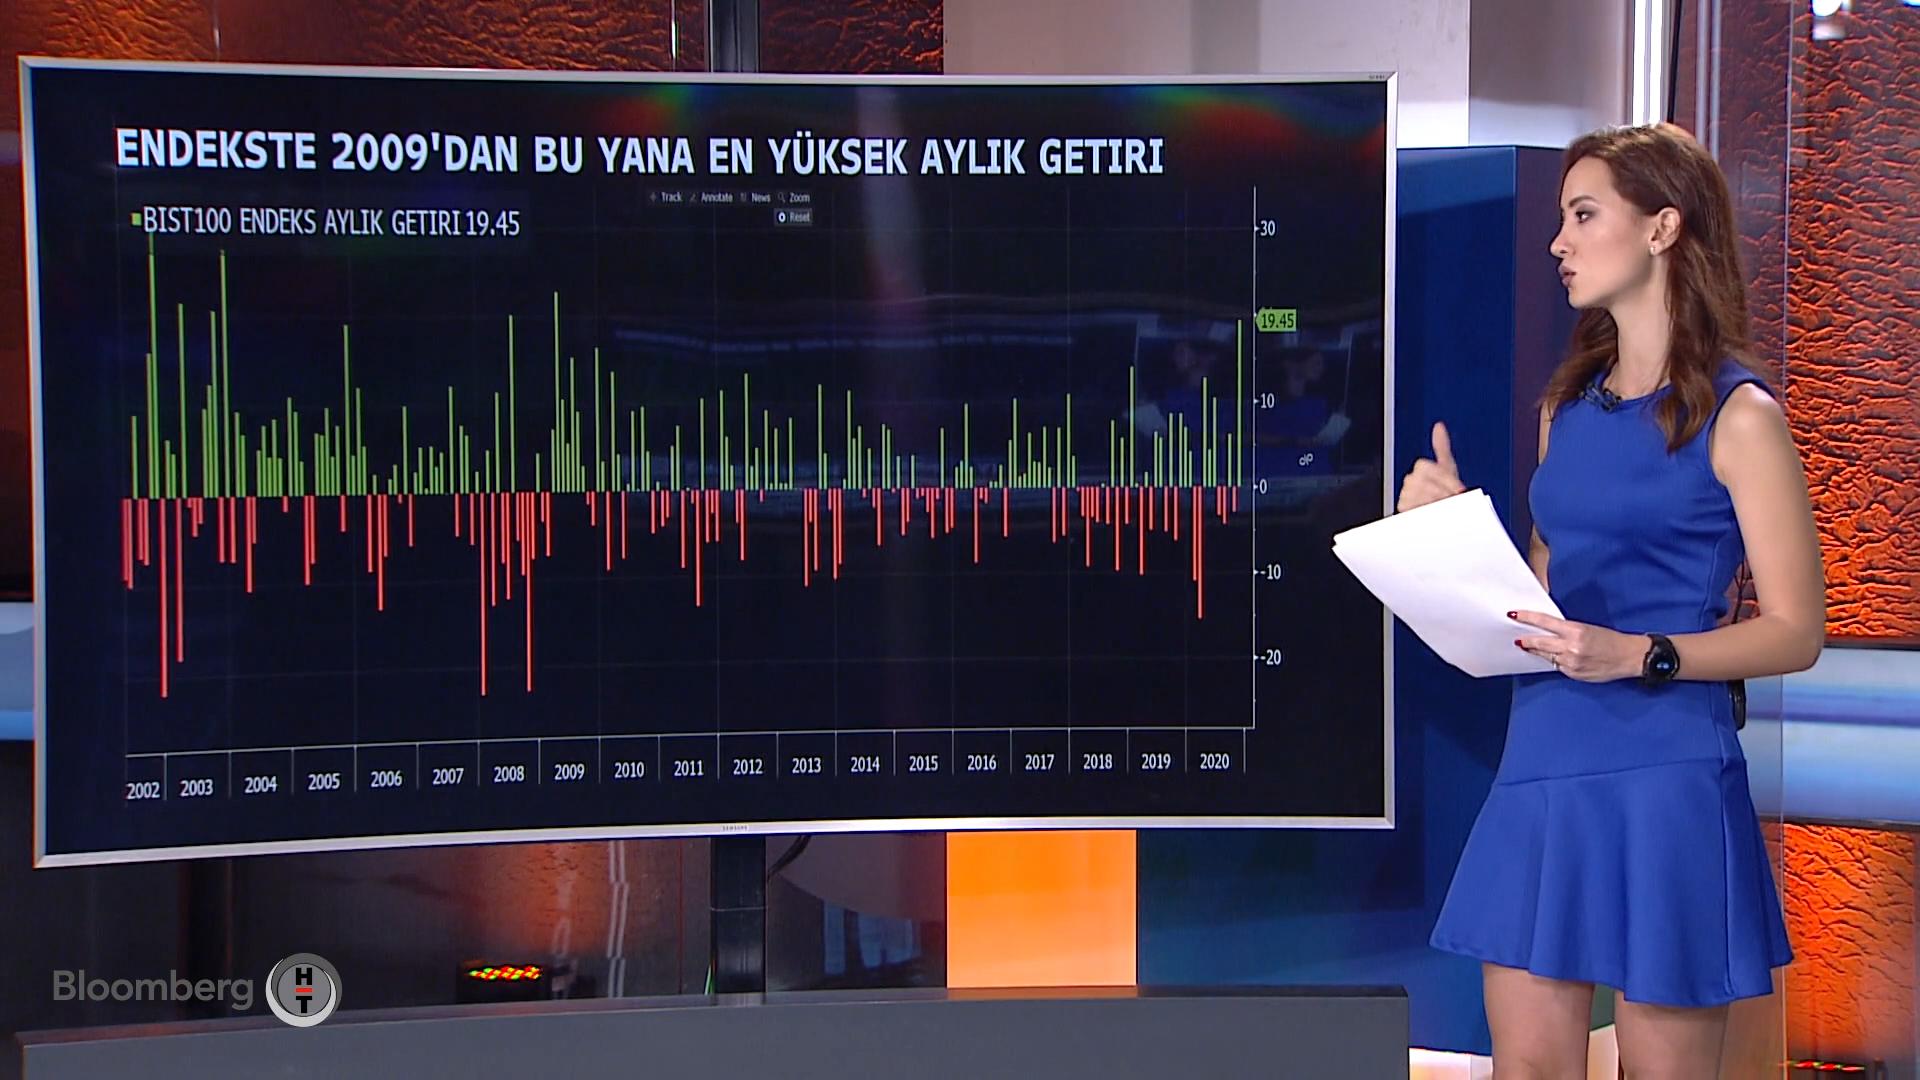 ENDEKSTE 2009'DAN BU YANA EN YÜKSEK AYLIK GETIRI
Track Annotate News Zoom
Reset
BIST100 ENDEKS AYLIK GETIRI 19.45
30
19.45
10
0
-10
-20
2002 2003 2004 2005 2006 2007 2008 2009 2010 2011 2012 2013 2014 2015 2016 2017 2018 2019 2020
SAMSUNG
Bloomberg HT